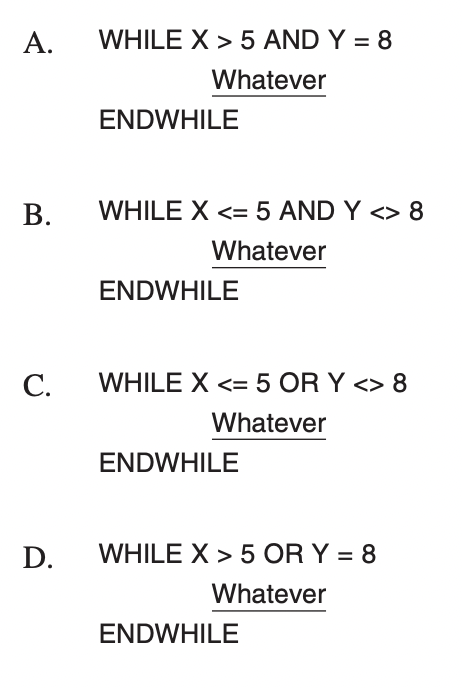 A. WHILE X > 5 AND Y = 8
Whatever
ENDWHILE
B. WHILE X <= 5 AND Y <> 8
Whatever
ENDWHILE
C. WHILE X <= 5 OR Y <> 8
Whatever
ENDWHILE
D. WHILE X > 5 OR Y = 8
Whatever
ENDWHILE